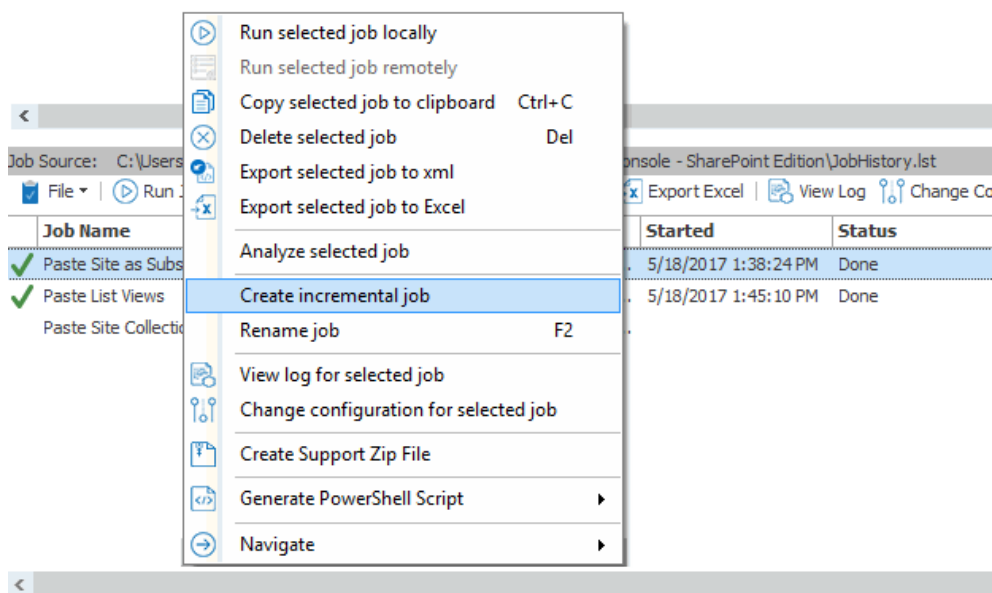 Run selected job locally
Run selected job remotely
Copy selected job to clipboard Ctrl+C
Delete selected job Del
Export selected job to xml
Export selected job to Excel
Analyze selected job
Create incremental job
Rename job F2
View log for selected job
Change configuration for selected job
Create Support Zip File
Generate PowerShell Script
Navigate
Job Source: C:\Users onsole - SharePoint Edition\JobHistory.lst
File Run J Export Excel View Log Change Co
Job Name Started Status
Paste Site as Subs . 5/18/2017 1:38:24 PM Done
Paste List Views . 5/18/2017 1:45:10 PM Done
Paste Site Collectio .